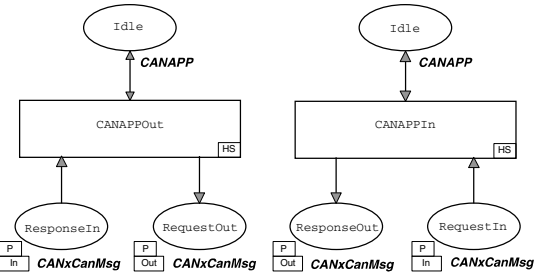 Idle
CANAPP
CANAPPOut
HS
ResponseIn
P
In
CANxCanMsg
RequestOut
P
Out
CANxCanMsg
Idle
CANAPP
CANAPPIn
HS
ResponseOut
P
Out
CANxCanMsg
RequestIn
P
In
CANxCanMsg